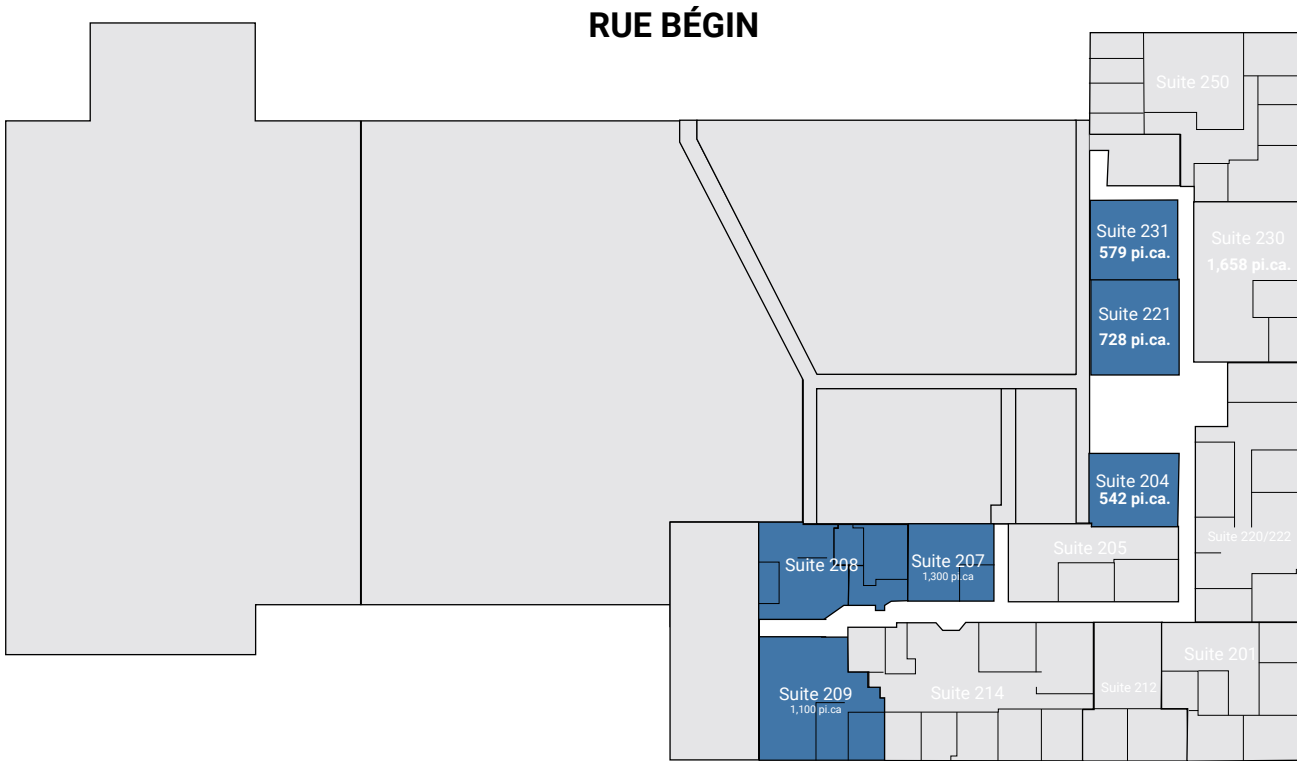 RUE BÉGIN
Suite 250
Suite 231
579 pi.ca.
Suite 230
1,658 pi.ca.
Suite 221
728 pi.ca.
Suite 204
542 pi.ca.
Suite 220/222
Suite 205
Suite 208
Suite 207
1,300 pi.ca
Suite 201
Suite 209
1,100 pi.ca
Suite 214
Suite 212